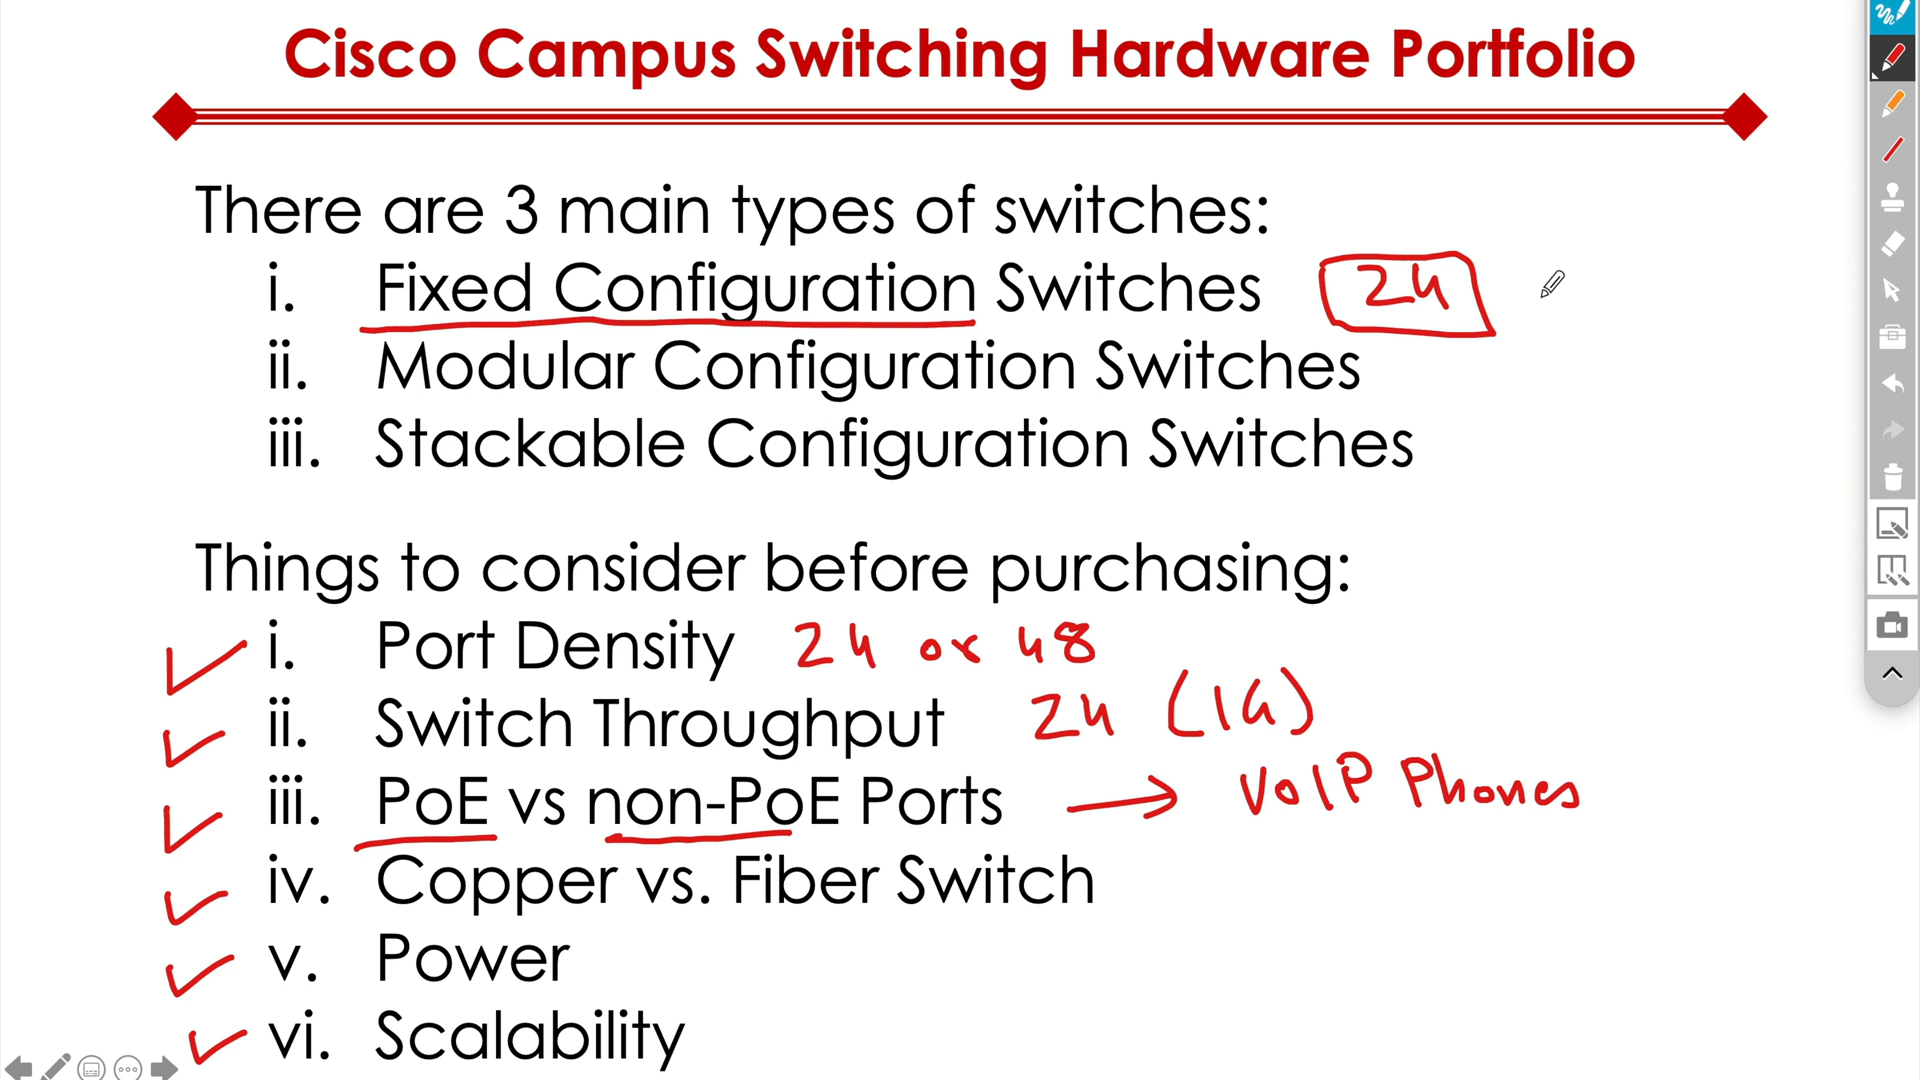 Cisco Campus Switching Hardware Portfolio
There are 3 main types of switches:
i. Fixed Configuration Switches 24
ii. Modular Configuration Switches
iii. Stackable Configuration Switches
Things to consider before purchasing:
i. Port Density 24 or 48
ii. Switch Throughput 24 (1G)
iii. PoE vs non-PoE Ports → VoIP Phones
iv. Copper vs. Fiber Switch
v. Power
vi. Scalability